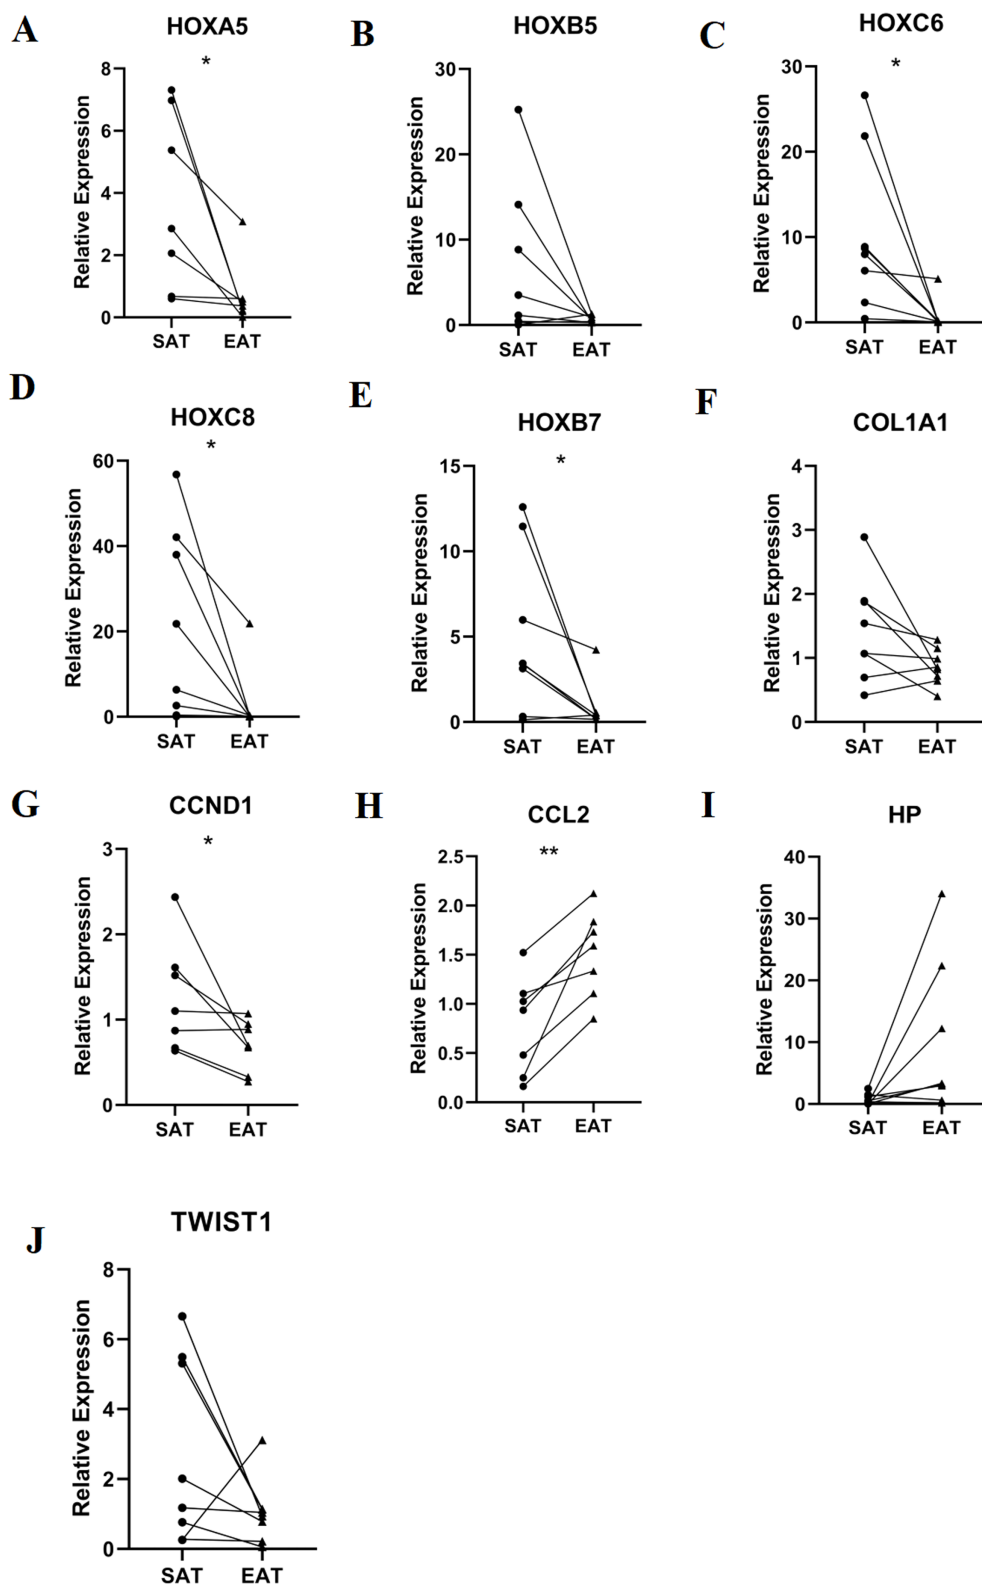 A
HOXA5
*
Relative Expression
8
6
4
2
0
SAT EAT
B
HOXB5
Relative Expression
30
20
10
0
SAT EAT
C
HOXC6
*
Relative Expression
30
20
10
0
SAT EAT
D
HOXC8
*
Relative Expression
60
40
20
0
SAT EAT
E
HOXB7
*
Relative Expression
15
10
5
0
SAT EAT
F
COL1A1
Relative Expression
4
3
2
1
0
SAT EAT
G
CCND1
*
Relative Expression
3
2
1
0
SAT EAT
H
CCL2
**
Relative Expression
2.5
2.0
1.5
1.0
0.5
0.0
SAT EAT
I
HP
Relative Expression
40
30
20
10
0
SAT EAT
J
TWIST1
Relative Expression
8
6
4
2
0
SAT EAT